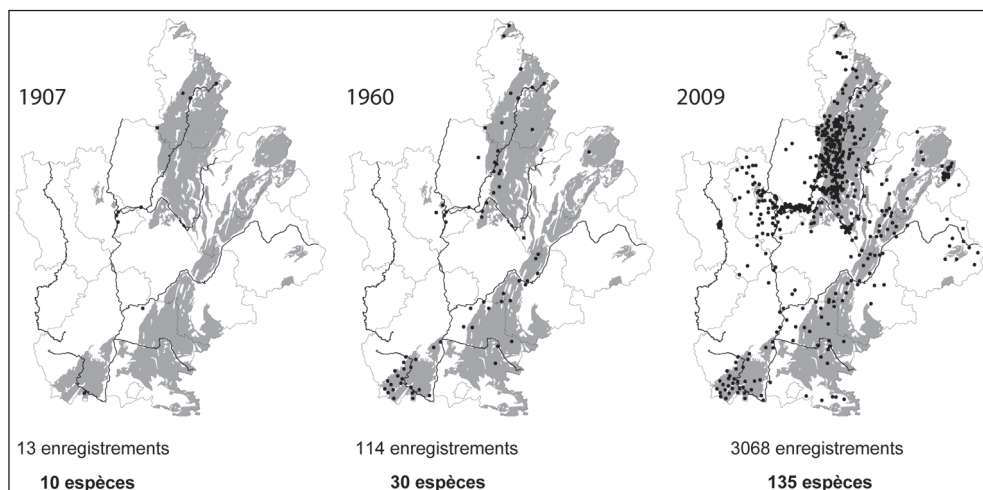 1907
1960
2009
13 enregistrements
114 enregistrements
3068 enregistrements
10 espèces
30 espèces
135 espèces